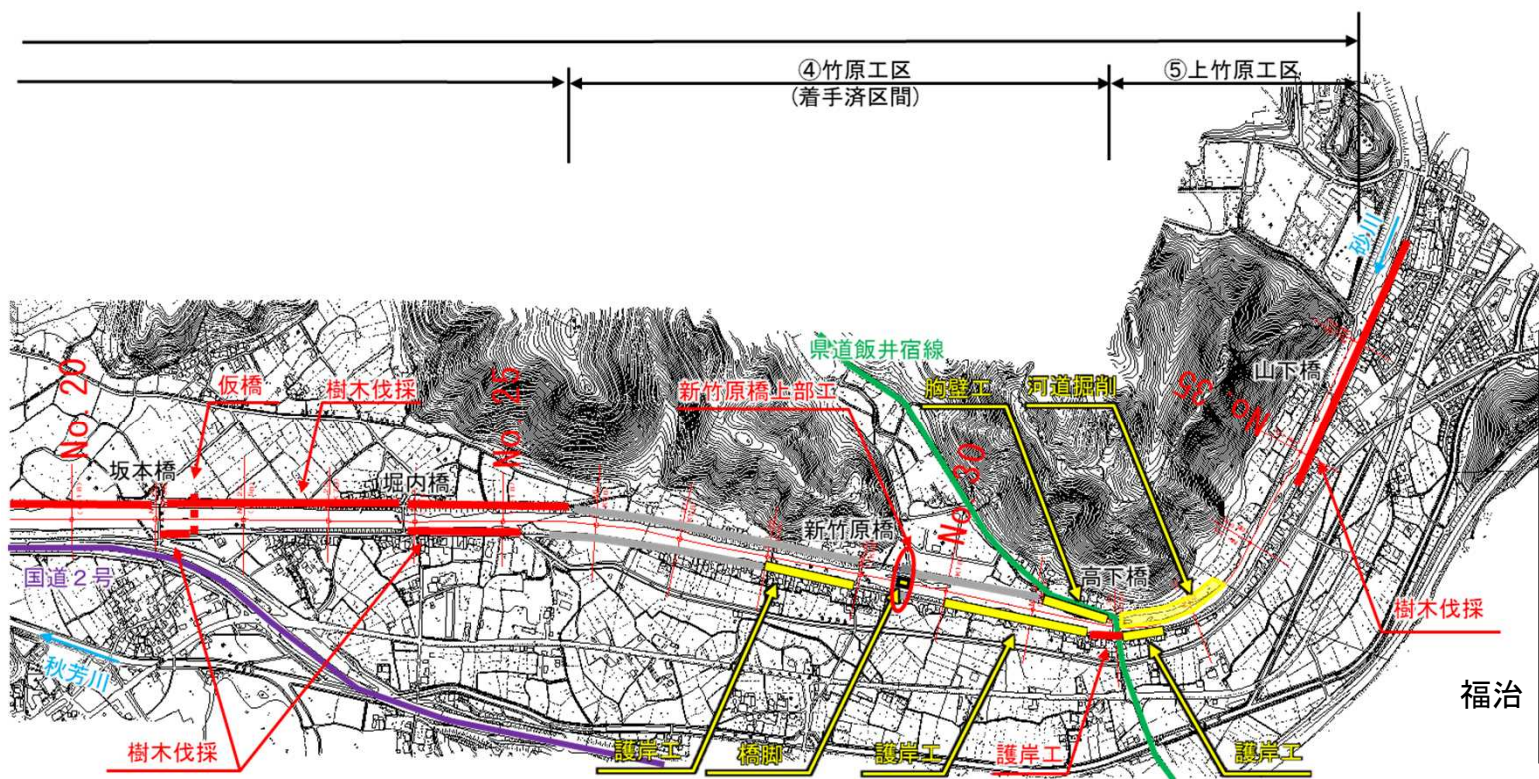 ④竹原工区
(着手済区間)
⑤上竹原工区
砂川
県道飯井宿線
No. 20
仮橋
樹木伐採
No. 25
新竹原橋上部工
胸壁工
河道掘削
山下橋
No. 35
No. 30
坂本橋
堀内橋
新竹原橋
高下橋
国道2号
樹木伐採
秋芳川
福治
樹木伐採
護岸工
橋脚
護岸工
護岸工
護岸工